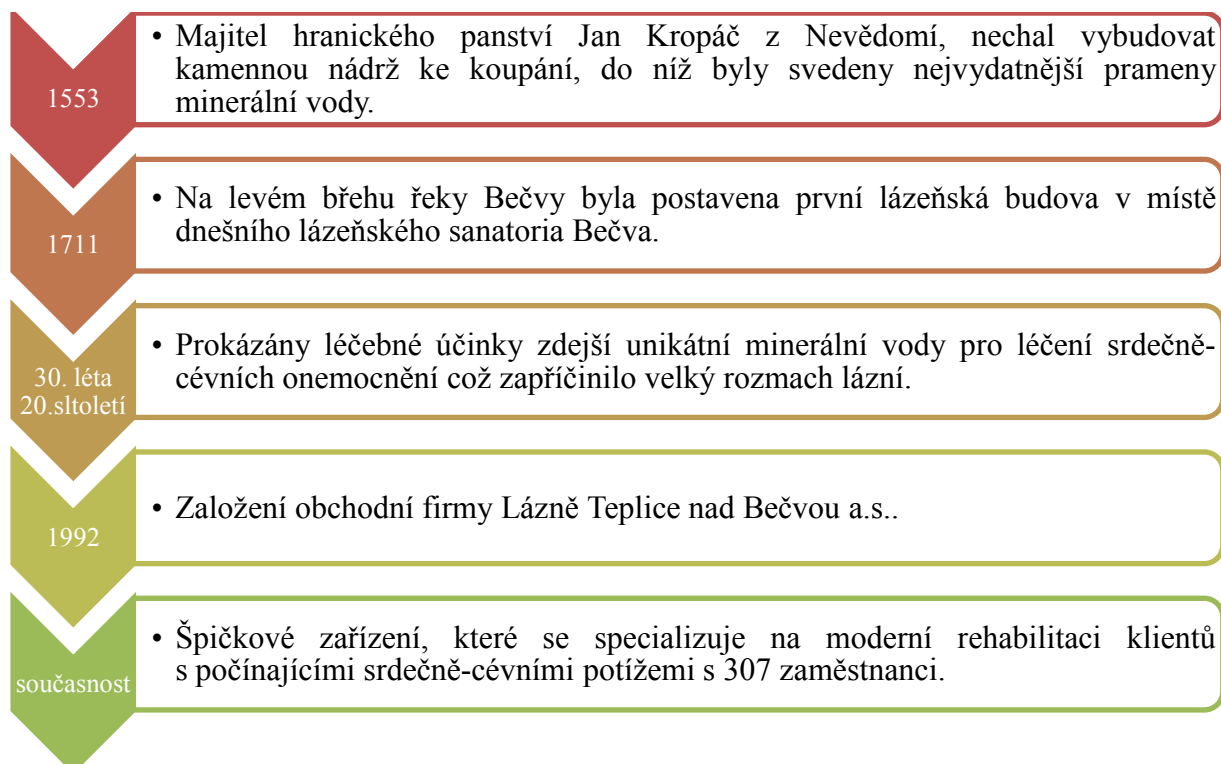 1553
• Majitel hranického panství Jan Kropáč z Nevědomí, nechal vybudovat
kamennou nádrž ke koupání, do níž byly svedeny nejvydatnější prameny
minerální vody.
1711
• Na levém břehu řeky Bečvy byla postavena první lázeňská budova v místě
dnešního lázeňského sanatoria Bečva.
30. léta
20.sltoletí
• Prokázány léčebné účinky zdejší unikátní minerální vody pro léčení srdečně-
cévních onemocnění což zapříčinilo velký rozmach lázní.
1992
• Založení obchodní firmy Lázně Teplice nad Bečvou a.s..
současnost
• Špičkové zařízení, které se specializuje na moderní rehabilitaci klientů
s počínajícími srdečně-cévními potížemi s 307 zaměstnanci.